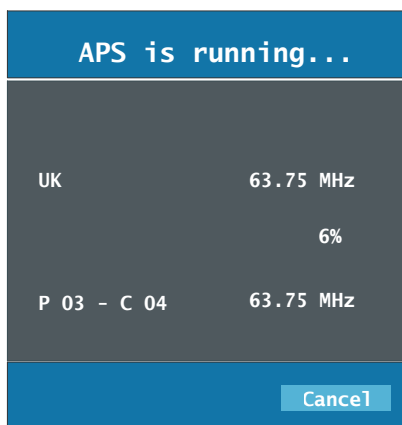 APS is running...
UK 63.75 MHz
6%
P 03 - C 04 63.75 MHz
Cancel